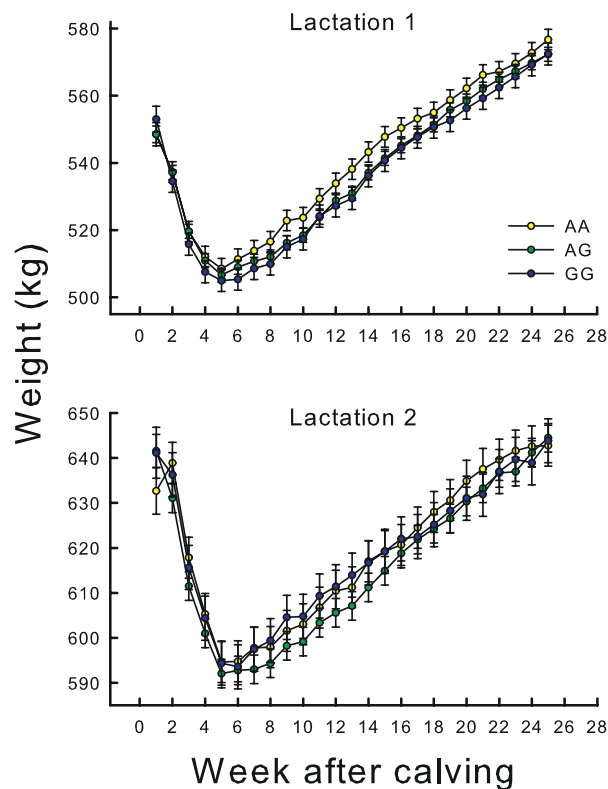 Lactation 1
580
560
540
520
500
AA
AG
GG
0 2 4 6 8 10 12 14 16 18 20 22 24 26 28
Weight (kg)
Lactation 2
650
640
630
620
610
600
590
0 2 4 6 8 10 12 14 16 18 20 22 24 26 28
Week after calving